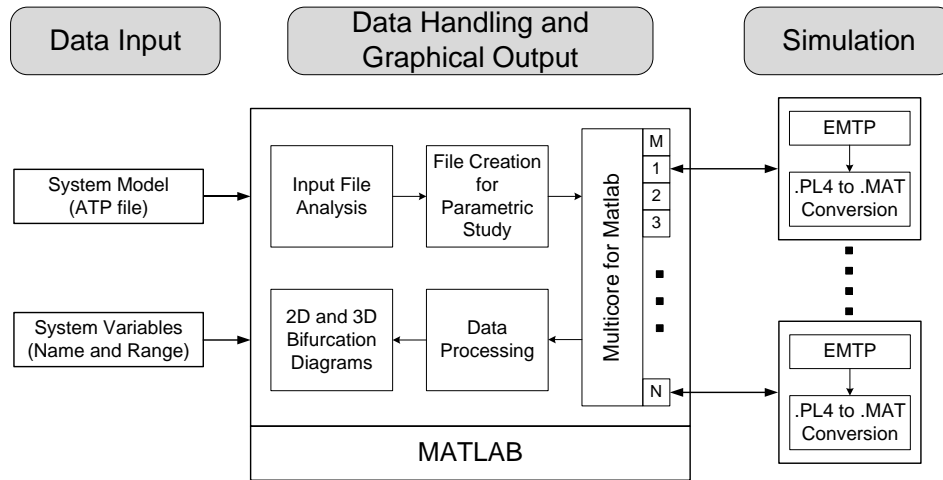 Data Input
Data Handling and
Graphical Output
Simulation
System Model
(ATP file)
System Variables
(Name and Range)
Input File
Analysis
File Creation
for
Parametric
Study
2D and 3D
Bifurcation
Diagrams
Data
Processing
Multicore for Matlab
M
1
2
3
N
MATLAB
EMTP
.PL4 to .MAT
Conversion
EMTP
.PL4 to .MAT
Conversion